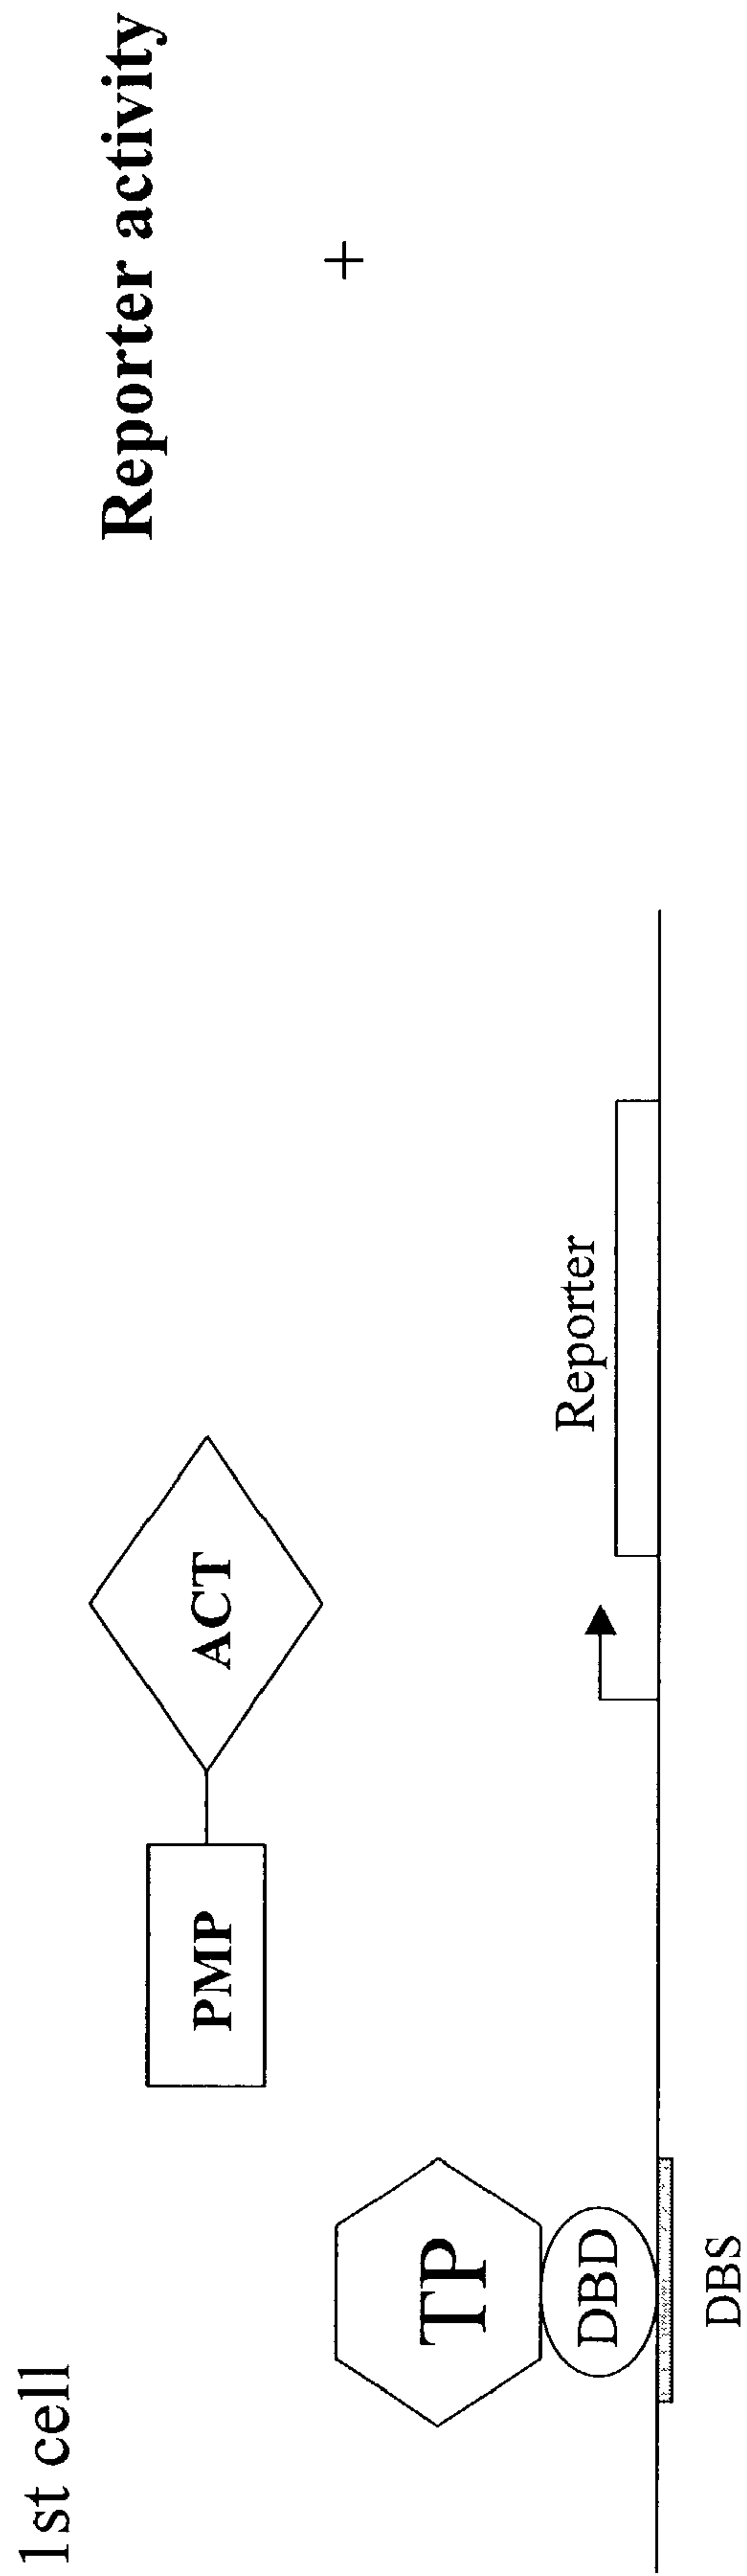 1st cell
Reporter activity
PMP
ACT
+
TP
DBD
Reporter
DBS